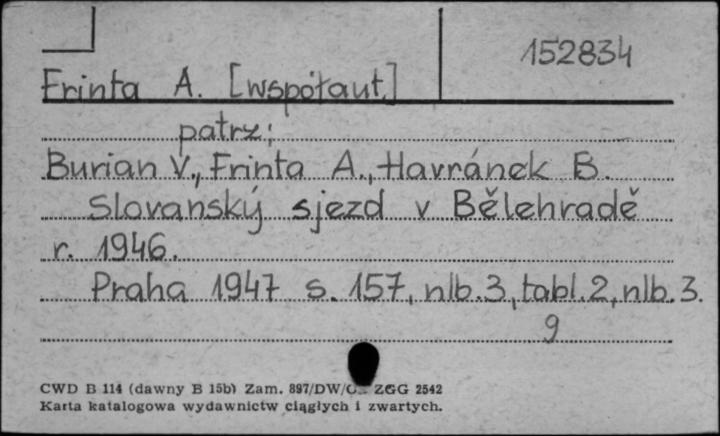 152834
Frinta A. [współaut.]
patrz:
Burian V., Frinta A., Havránek B.
Slovanský sjezd v Bělehradě
r. 1946.
Praha 1947 s. 157, nlb. 3, tabl. 2, nlb. 3.
9
CWD B 114 (dawny B 15b) Zam. 897/DW/ ZGG 2542
Karta katalogowa wydawnictw ciągłych i zwartych.